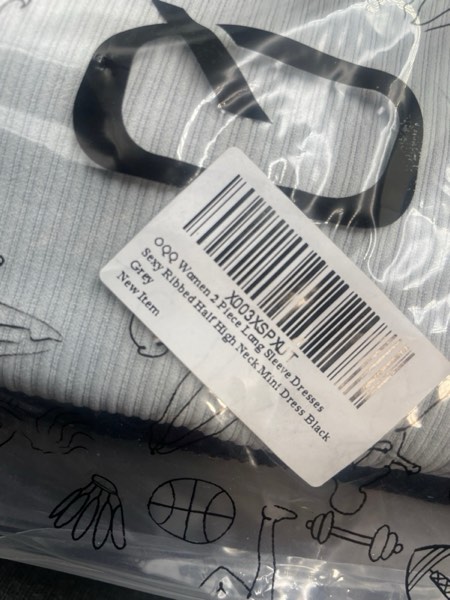 X003XSPXLT
OQQ Women 2 Piece Long Sleeve Dresses
Sexy Ribbed Half High Neck Mini Dress Black
Grey
New Item